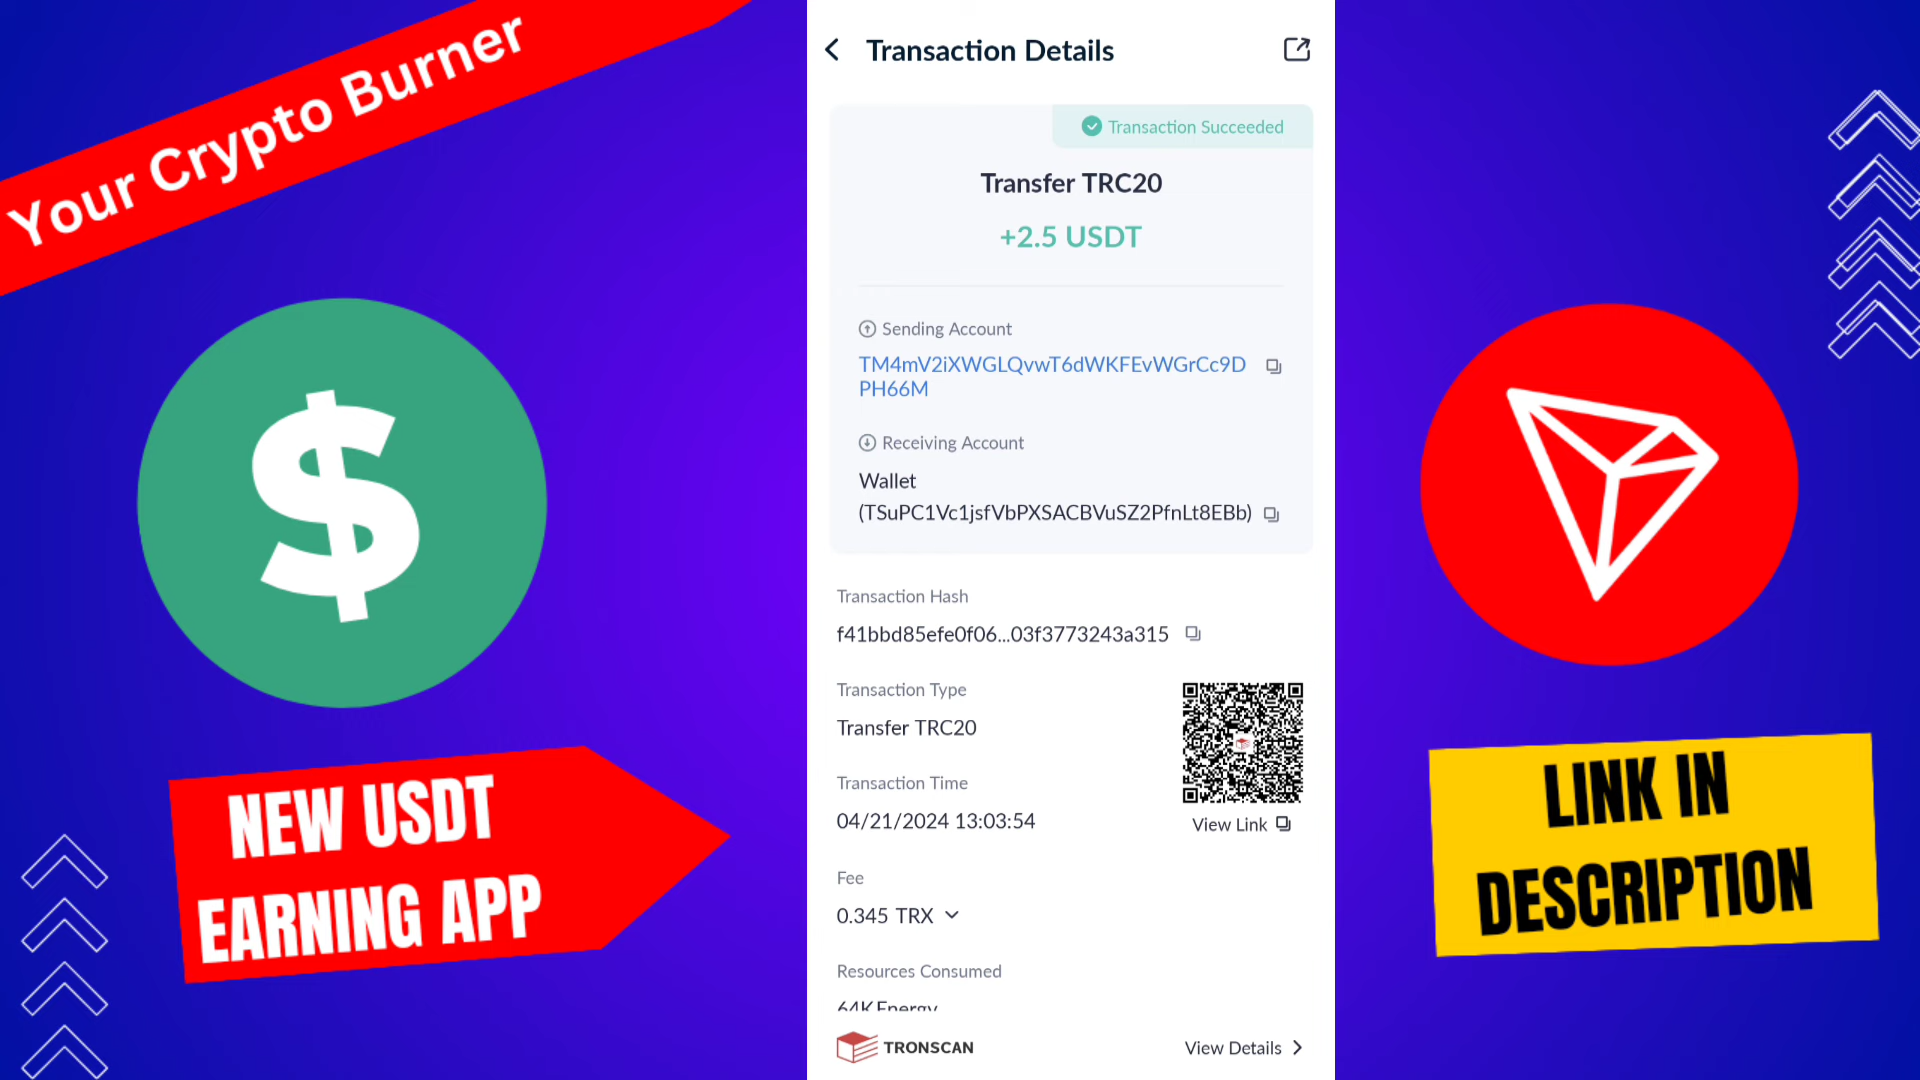 Your Crypto Burner
Transaction Details
Transaction Succeeded
Transfer TRC20
+2.5 USDT
Sending Account
TM4mV2iXWGLQvwT6dWKFEvWGrCc9D
PH66M
Receiving Account
Wallet
(TSuPC1Vc1jsfVbPXSACBVuSZ2PfnLt8EBb)
Transaction Hash
f41bbd85efe0f06...03f3773243a315
Transaction Type
Transfer TRC20
Transaction Time
04/21/2024 13:03:54
View Link
Fee
0.345 TRX
Resources Consumed
64K Energy
TRONSCAN
View Details
NEW USDT
EARNING APP
LINK IN
DESCRIPTION